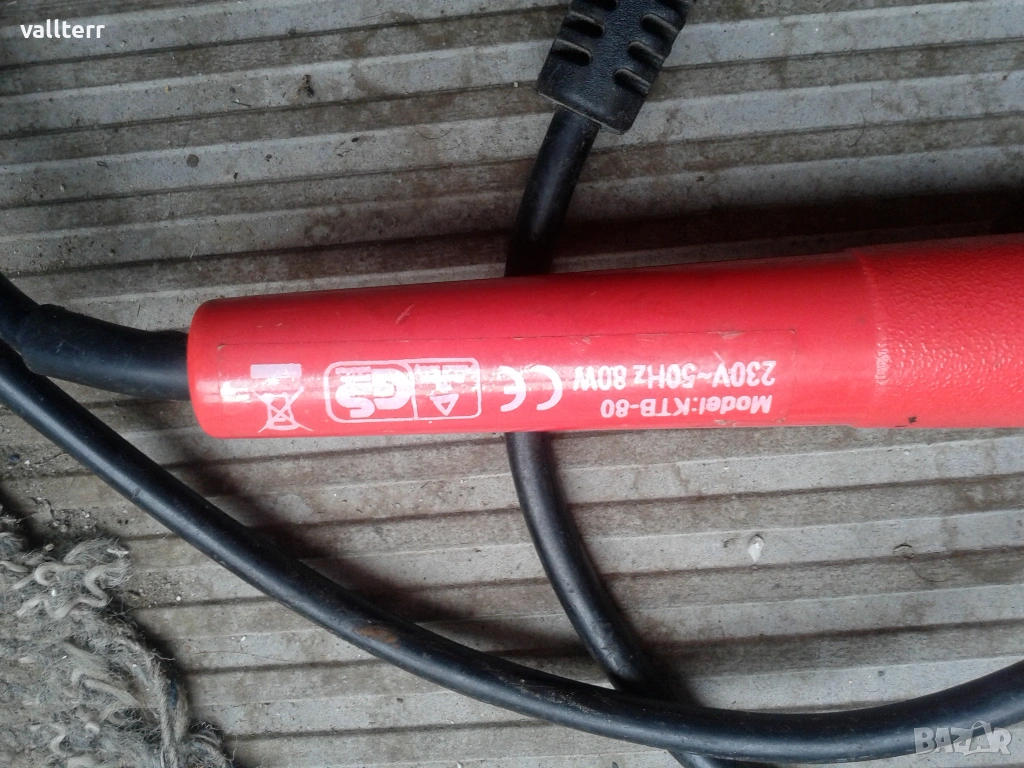 vallterr
Model:KTB-80
230V~50Hz 80W
CE
GS
BAZAR